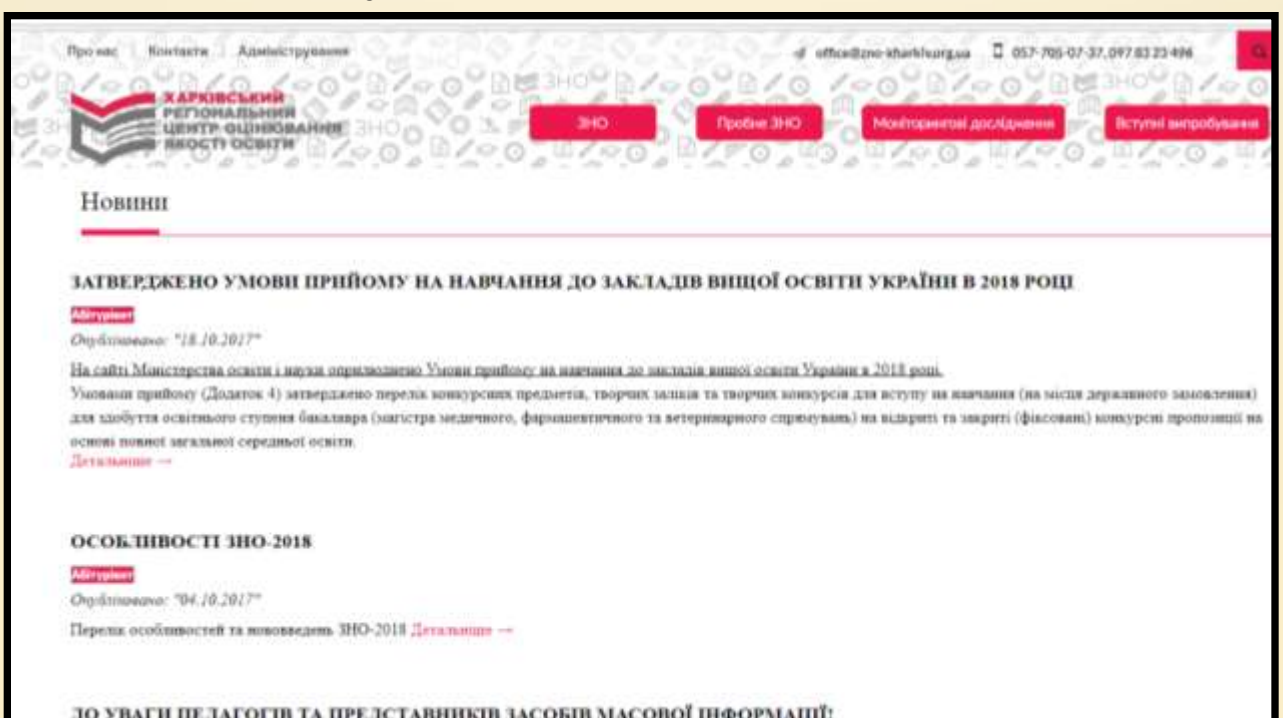 Про нас Контакти Адміністрування
office@zno-kharkiv.org.ua 057-705-07-37, 097 83 23 496
ХАРКІВСЬКИЙ
РЕГІОНАЛЬНИЙ
ЦЕНТР ОЦІНЮВАННЯ
ЯКОСТІ ОСВІТИ
ЗНО Пробне ЗНО Моніторингові дослідження Вступні випробування
Новини
ЗАТВЕРДЖЕНО УМОВИ ПРИЙОМУ НА НАВЧАННЯ ДО ЗАКЛАДІВ ВИЩОЇ ОСВІТИ УКРАЇНИ В 2018 РОЦІ
Абітурієнт
Опубліковано: "18.10.2017"
На сайті Міністерства освіти і науки оприлюднено Умови прийому на навчання до закладів вищої освіти України в 2018 році.
Умовами прийому (Додаток 4) затверджено перелік конкурсних предметів, творчих заліків та творчих конкурсів для вступу на навчання (на місця державного замовлення)
для здобуття освітнього ступеня бакалавра (магістра медичного, фармацевтичного та ветеринарного спрямувань) на відкриті та закриті (фіксовані) конкурсні пропозиції на
основі повної загальної середньої освіти.
Детальніше →
ОСОБЛИВОСТІ ЗНО-2018
Абітурієнт
Опубліковано: "04.10.2017"
Перелік особливостей та нововведень ЗНО-2018 Детальніше →
ДО УВАГИ ПЕДАГОГІВ ТА ПРЕДСТАВНИКІВ ЗАСОБІВ МАСОВОЇ ІНФОРМАЦІЇ!